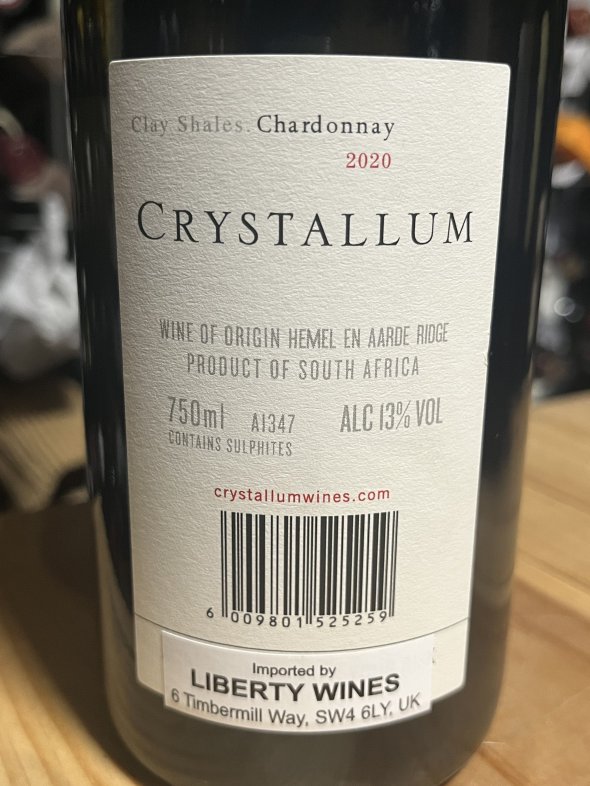 Clay Shales. Chardonnay
2020
CRYSTALLUM
WINE OF ORIGIN HEMEL EN AARDE RIDGE
PRODUCT OF SOUTH AFRICA
750ml A1347 ALC 13% VOL
CONTAINS SULPHITES
crystallumwines.com
6 009801 525259
Imported by
LIBERTY WINES
6 Timbermill Way, SW4 6LY, UK